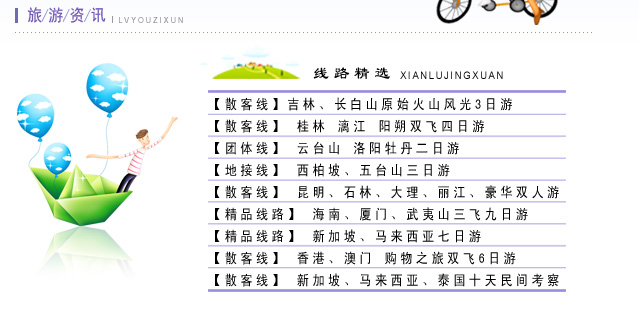 旅/游/资讯 | LVYOUZIXUN
线路精选 XIANLUJINGXUAN
【散客线】吉林、长白山原始火山风光3日游
【散客线】 桂林 漓江 阳朔双飞四日游
【团体线】 云台山 洛阳牡丹二日游
【地接线】 西柏坡、五台山三日游
【散客线】 昆明、石林、大理、丽江、豪华双人游
【精品线路】 海南、厦门、武夷山三飞九日游
【精品线路】 新加坡、马来西亚七日游
【散客线】 香港、澳门 购物之旅双飞6日游
【散客线】 新加坡、马来西亚、泰国十天民间考察